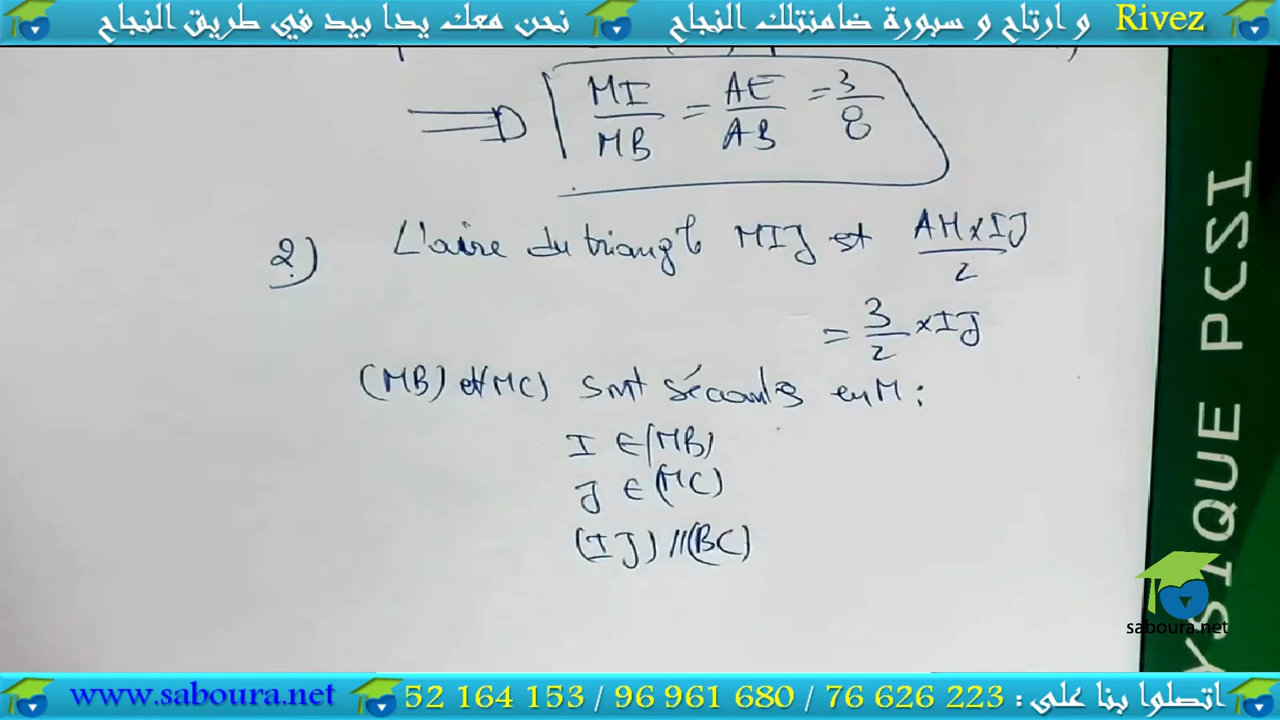 Rivez و ارتاح و سبورة ضامنتلك النجاح
نحن معك يدا بيد في طريق النجاح
MI/MB = AE/AB = 3/8
2) L'aire du triangle MIJ est AM×IJ/2
= 3/2 × IJ
(MB) et (MC) sont sécantes en M :
I ∈ (MB)
J ∈ (MC)
(IJ) // (BC)
SIQUE PCSI
saboura.net
www.saboura.net
اتصلوا بنا على : 52 164 153 / 96 961 680 / 76 626 223